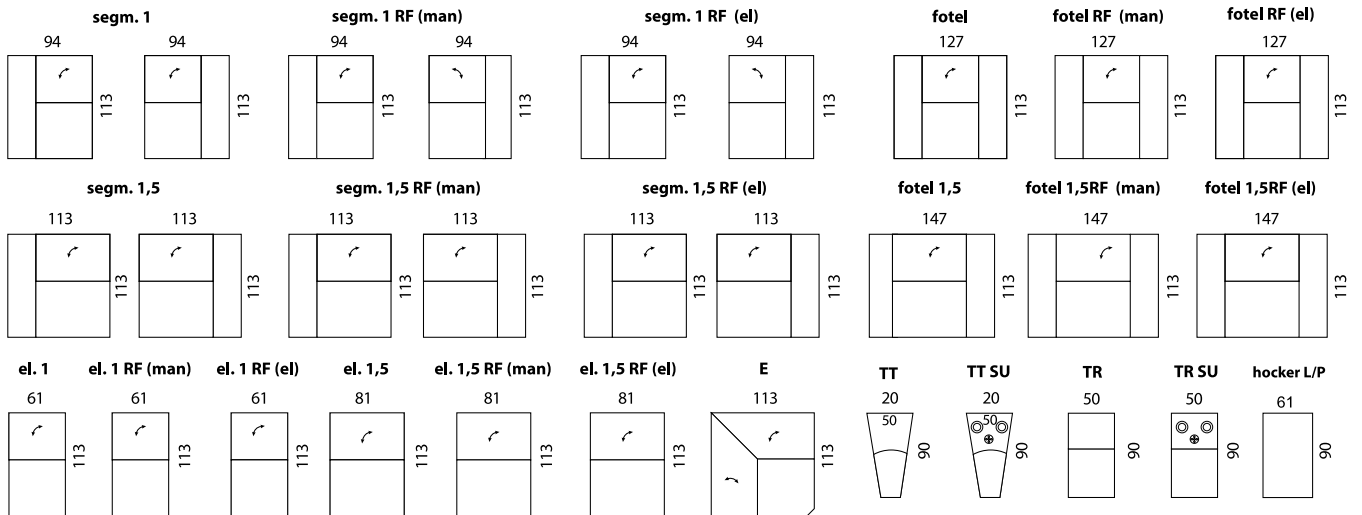 segm. 1 segm. 1 RF (man) segm. 1 RF (el) fotel fotel RF (man) fotel RF (el)
94 94 94 94 94 94 127 127 127
113 113 113 113 113 113
segm. 1,5 segm. 1,5 RF (man) segm. 1,5 RF (el) fotel 1,5 fotel 1,5RF (man) fotel 1,5RF (el)
113 113 113 113 113 113 147 147 147
113 113 113 113 113 113
el. 1 el. 1 RF (man) el. 1 RF (el) el. 1,5 el. 1,5 RF (man) el. 1,5 RF (el) E TT TT SU TR TR SU hocker L/P
61 61 61 81 81 81 113 20 20 50 50 61
50 50
113 113 113 113 113 113 113 90 90 90 90 90